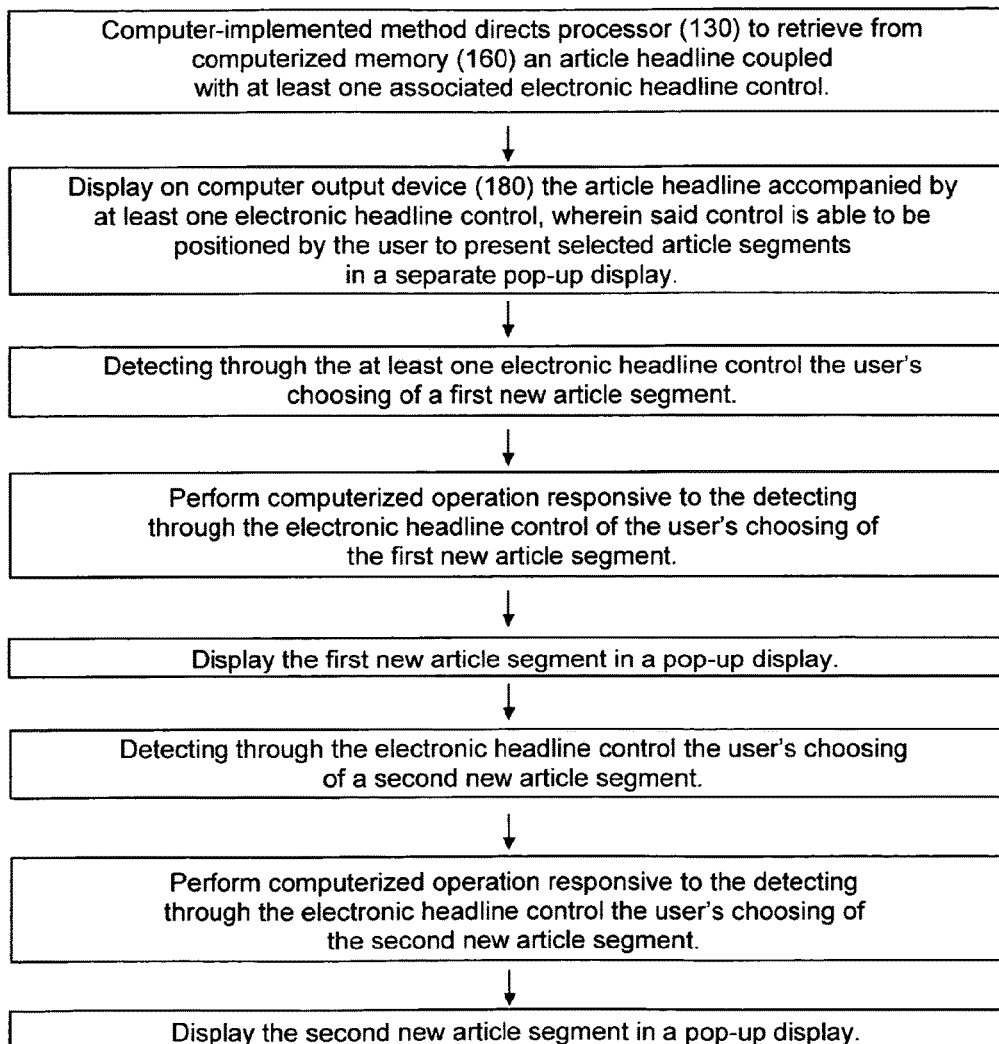 Computer-implemented method directs processor (130) to retrieve from
computerized memory (160) an article headline coupled
with at least one associated electronic headline control.
Display on computer output device (180) the article headline accompanied by
at least one electronic headline control, wherein said control is able to be
positioned by the user to present selected article segments
in a separate pop-up display.
Detecting through the at least one electronic headline control the user's
choosing of a first new article segment.
Perform computerized operation responsive to the detecting
through the electronic headline control of the user's choosing of
the first new article segment.
Display the first new article segment in a pop-up display.
Detecting through the electronic headline control the user's choosing
of a second new article segment.
Perform computerized operation responsive to the detecting
through the electronic headline control the user's choosing of
the second new article segment.
Display the second new article segment in a pop-up display.